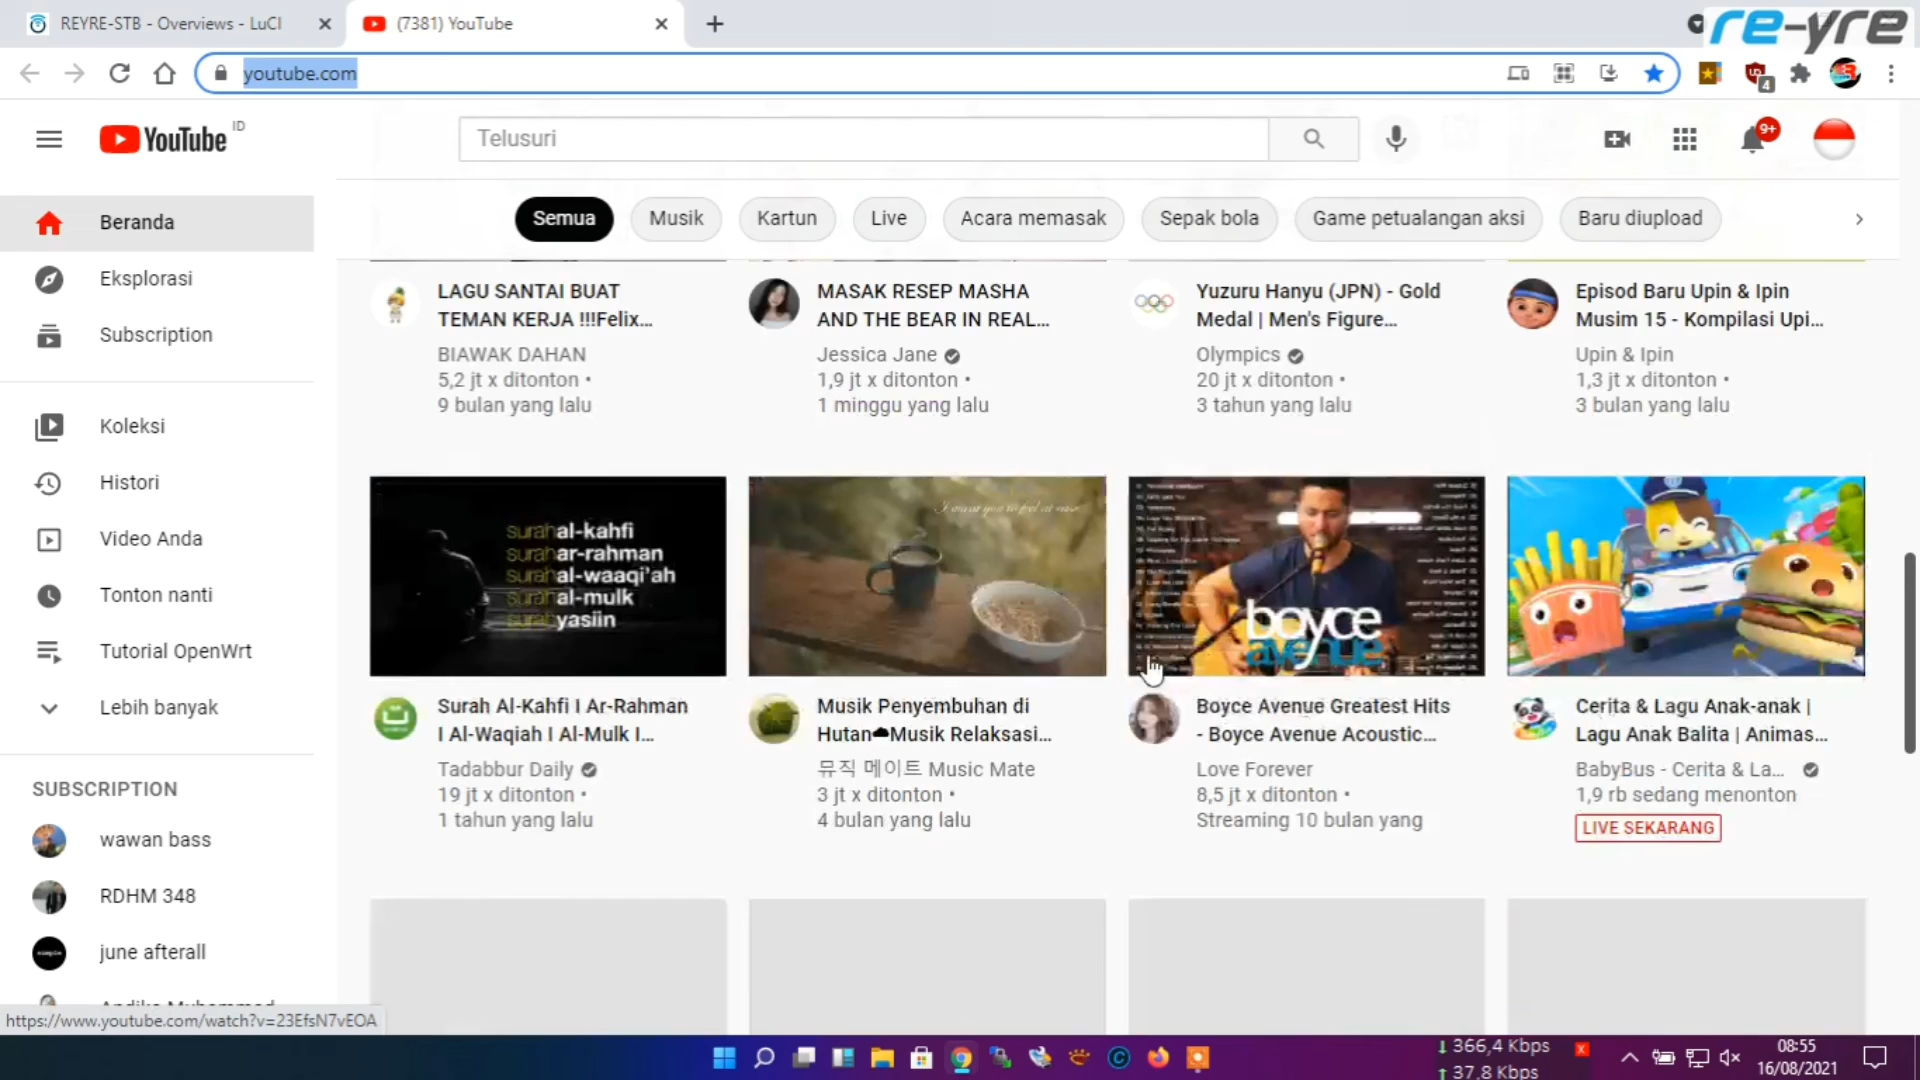 REYRE-STB - Overviews - LuCI
(7381) YouTube
re-yre
youtube.com
4
YouTube ID
Telusuri
9+
Semua
Musik
Kartun
Live
Acara memasak
Sepak bola
Game petualangan aksi
Baru diupload
Beranda
Eksplorasi
Subscription
Koleksi
Histori
Video Anda
Tonton nanti
Tutorial OpenWrt
Lebih banyak
SUBSCRIPTION
wawan bass
RDHM 348
june afterall
LAGU SANTAI BUAT
TEMAN KERJA !!!Felix...
BIAWAK DAHAN
5,2 jt x ditonton •
9 bulan yang lalu
MASAK RESEP MASHA
AND THE BEAR IN REAL...
Jessica Jane
1,9 jt x ditonton •
1 minggu yang lalu
Yuzuru Hanyu (JPN) - Gold
Medal | Men's Figure...
Olympics
20 jt x ditonton •
3 tahun yang lalu
Episod Baru Upin & Ipin
Musim 15 - Kompilasi Upi...
Upin & Ipin
1,3 jt x ditonton •
3 bulan yang lalu
surah al-kahfi
surah ar-rahman
surah al-waaqi'ah
surah al-mulk
surah yasiin
I want you to feel at ease
boyce
avenue
Surah Al-Kahfi I Ar-Rahman
I Al-Waqiah I Al-Mulk I...
Tadabbur Daily
19 jt x ditonton •
1 tahun yang lalu
Musik Penyembuhan di
Hutan☁Musik Relaksasi...
뮤직 메이트 Music Mate
3 jt x ditonton •
4 bulan yang lalu
Boyce Avenue Greatest Hits
- Boyce Avenue Acoustic...
Love Forever
8,5 jt x ditonton •
Streaming 10 bulan yang
Cerita & Lagu Anak-anak |
Lagu Anak Balita | Animas...
BabyBus - Cerita & La...
1,9 rb sedang menonton
LIVE SEKARANG
https://www.youtube.com/watch?v=23EfsN7vEOA
366,4 Kbps
37,8 Kbps
08:55
16/08/2021